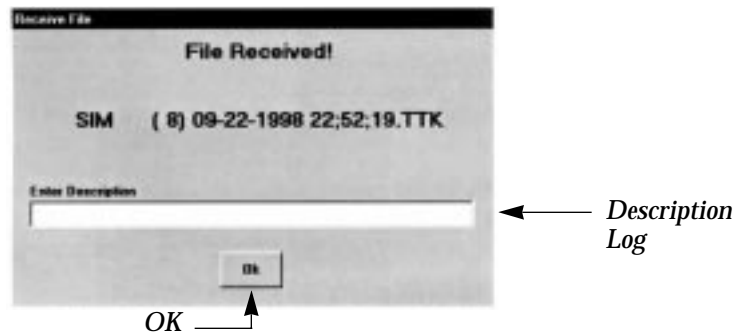 Receive File
File Received!
SIM ( 8) 09-22-1998 22;52;19.TTK
Enter Description
Description
Log
Ok
OK